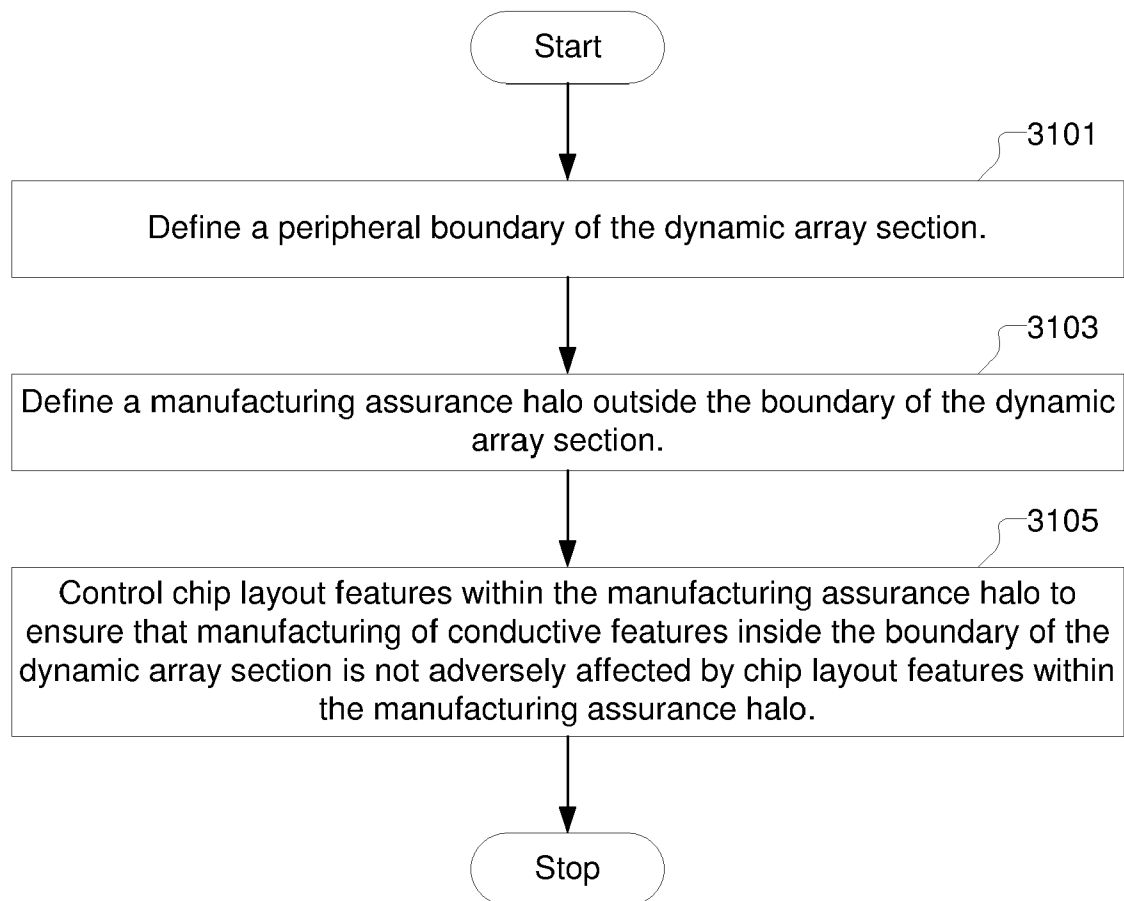 Start
3101
Define a peripheral boundary of the dynamic array section.
3103
Define a manufacturing assurance halo outside the boundary of the dynamic
array section.
3105
Control chip layout features within the manufacturing assurance halo to
ensure that manufacturing of conductive features inside the boundary of the
dynamic array section is not adversely affected by chip layout features within
the manufacturing assurance halo.
Stop